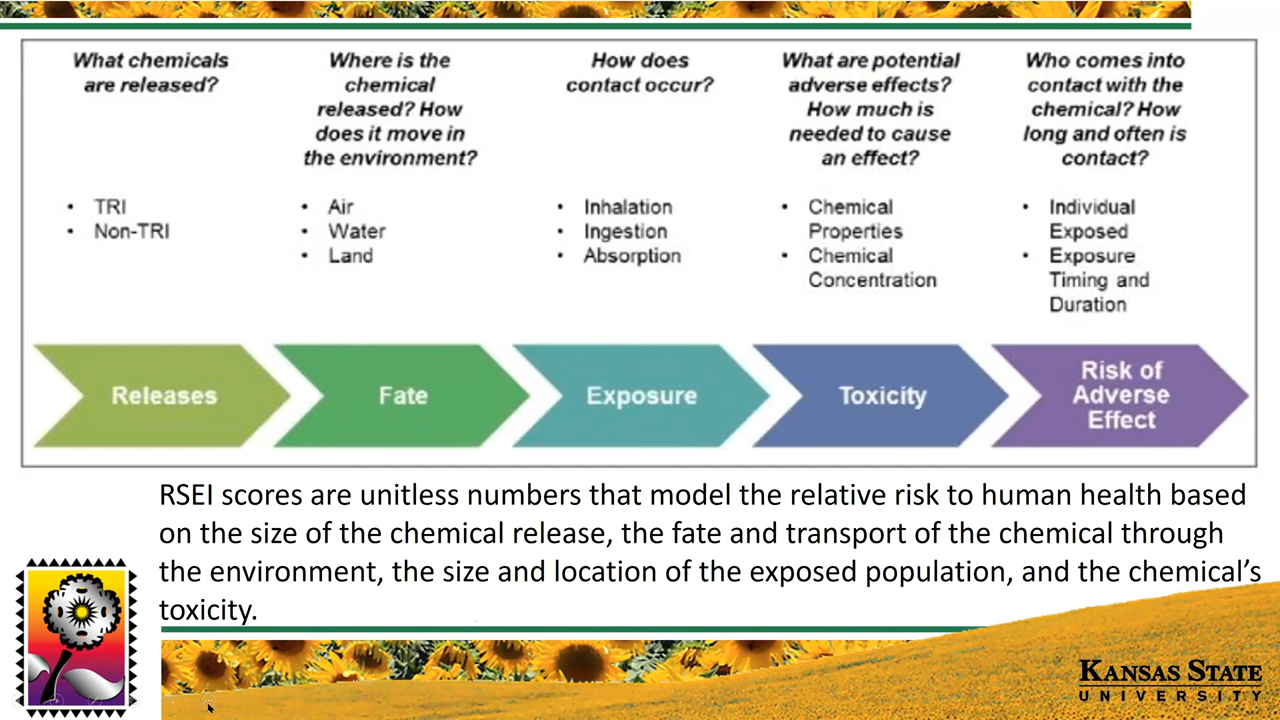 What chemicals
are released?
Where is the
chemical
released? How
does it move in
the environment?
How does
contact occur?
What are potential
adverse effects?
How much is
needed to cause
an effect?
Who comes into
contact with the
chemical? How
long and often is
contact?
• TRI
• Non-TRI
• Air
• Water
• Land
• Inhalation
• Ingestion
• Absorption
• Chemical
Properties
• Chemical
Concentration
• Individual
Exposed
• Exposure
Timing and
Duration
Releases
Fate
Exposure
Toxicity
Risk of
Adverse
Effect
RSEI scores are unitless numbers that model the relative risk to human health based
on the size of the chemical release, the fate and transport of the chemical through
the environment, the size and location of the exposed population, and the chemical’s
toxicity.
KANSAS STATE
UNIVERSITY